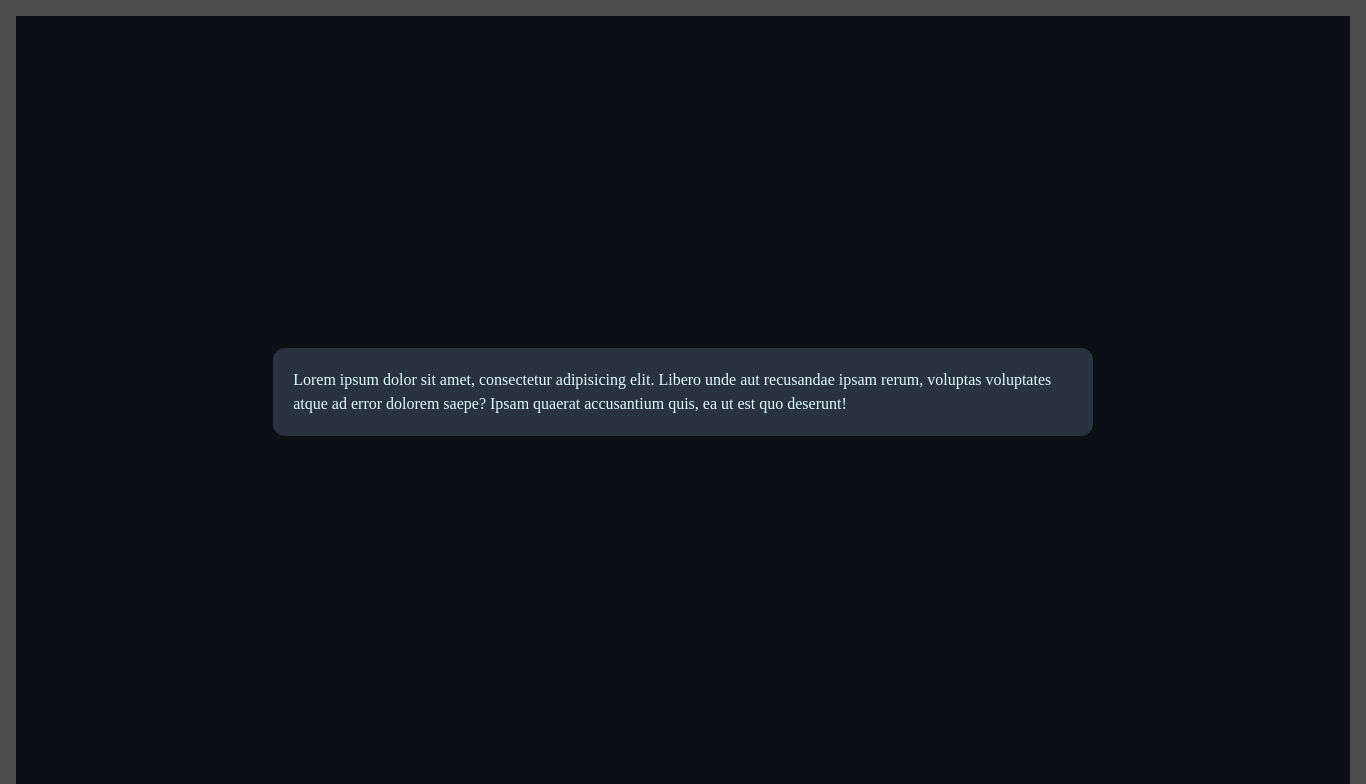 Lorem ipsum dolor sit amet, consectetur adipisicing elit. Libero unde aut recusandae ipsam rerum, voluptas voluptates
atque ad error dolorem saepe? Ipsam quaerat accusantium quis, ea ut est quo deserunt!